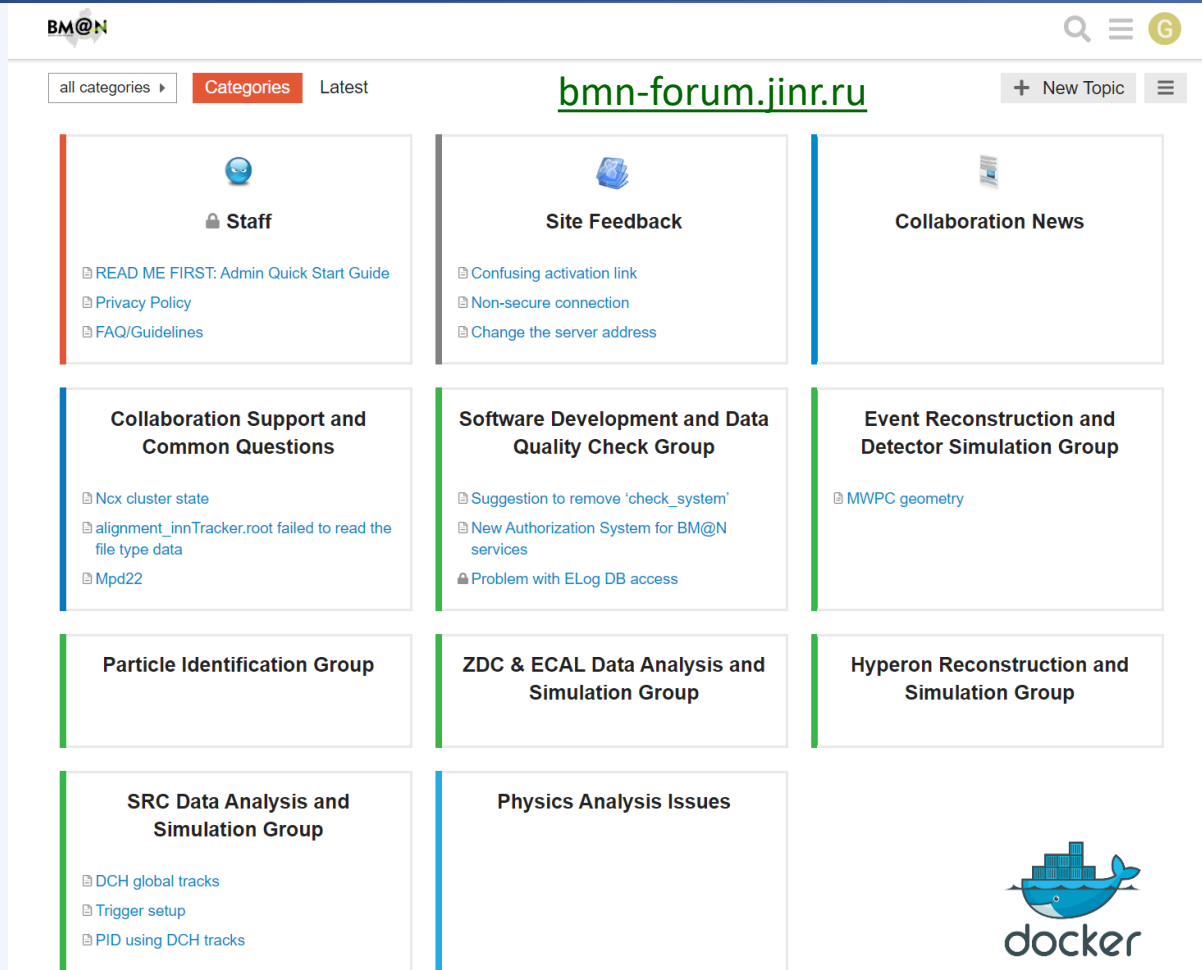 BM@N
G
all categories
Categories
Latest
bmn-forum.jinr.ru
+ New Topic
Staff
READ ME FIRST: Admin Quick Start Guide
Privacy Policy
FAQ/Guidelines
Site Feedback
Confusing activation link
Non-secure connection
Change the server address
Collaboration News
Collaboration Support and
Common Questions
Ncx cluster state
alignment_innTracker.root failed to read the
file type data
Mpd22
Software Development and Data
Quality Check Group
Suggestion to remove ‘check_system’
New Authorization System for BM@N
services
Problem with ELog DB access
Event Reconstruction and
Detector Simulation Group
MWPC geometry
Particle Identification Group
ZDC & ECAL Data Analysis and
Simulation Group
Hyperon Reconstruction and
Simulation Group
SRC Data Analysis and
Simulation Group
DCH global tracks
Trigger setup
PID using DCH tracks
Physics Analysis Issues
docker